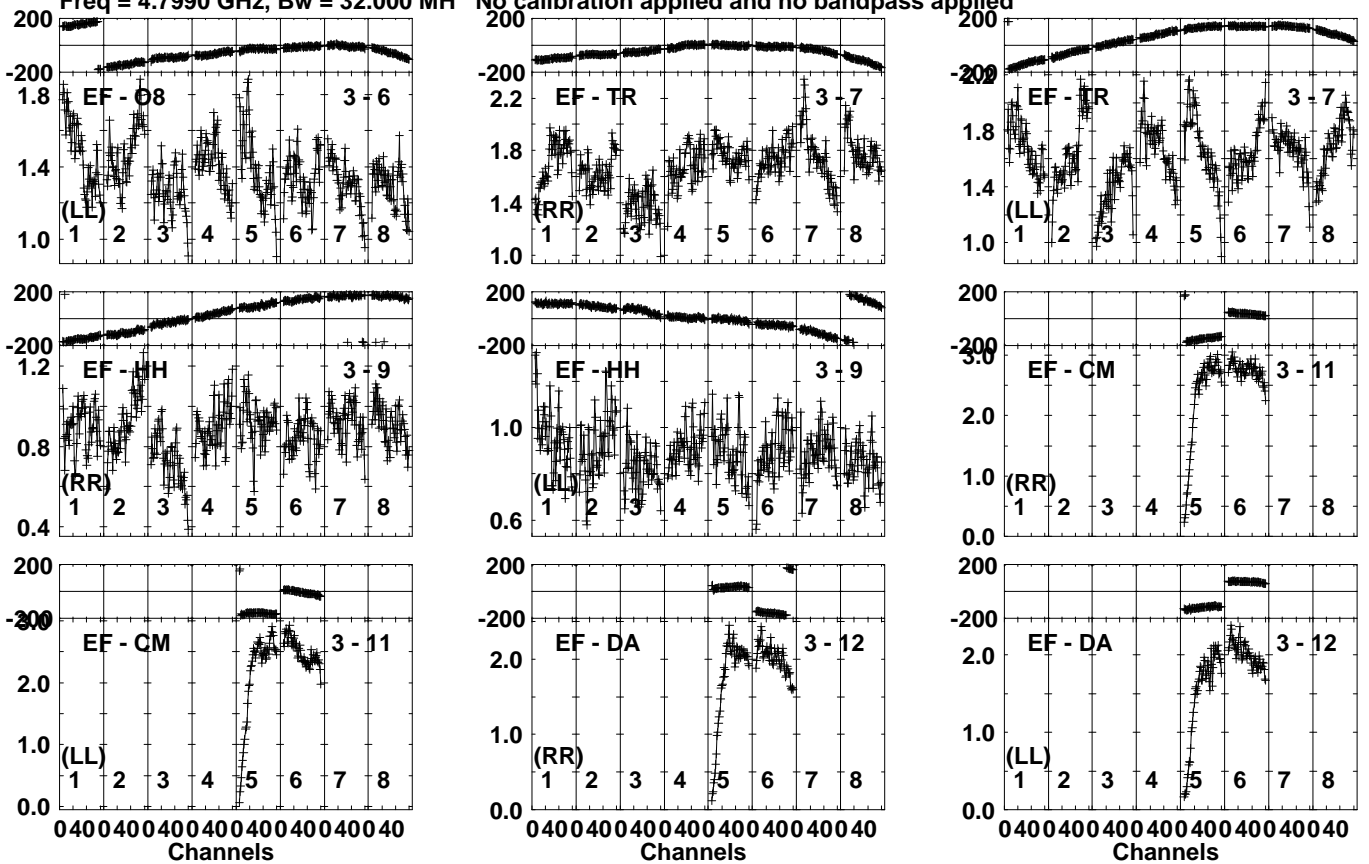 Freq = 4.7990 GHz, Bw = 32.000 MH No calibration applied and no bandpass applied
200 200 200
-200 -200 -200
EF - O8 3 - 6 EF - TR 3 - 7 EF - TR 3 - 7
1.8 2.2 2.2
1.4 1.8 1.8
1.4 1.4
1.0 1.0 1.0
(LL) (RR) (LL)
1 2 3 4 5 6 7 8 1 2 3 4 5 6 7 8 1 2 3 4 5 6 7 8
200 200 200
-200 -200 -200
EF - HH 3 - 9 EF - HH 3 - 9 EF - CM 3 - 11
1.2 1.0 3.0
0.8 2.0
1.0
0.4 0.6 0.0
(RR) (LL) (RR)
1 2 3 4 5 6 7 8 1 2 3 4 5 6 7 8 1 2 3 4 5 6 7 8
200 200 200
-200 -200 -200
EF - CM 3 - 11 EF - DA 3 - 12 EF - DA 3 - 12
3.0
2.0 2.0 2.0
1.0 1.0 1.0
(LL) (RR) (LL)
1 2 3 4 5 6 7 8 1 2 3 4 5 6 7 8 1 2 3 4 5 6 7 8
0.0 0.0 0.0
0 40 0 40 0 40 0 40 0 40 0 40 0 40 0 40 0 40 0 40 0 40 0 40 0 40 0 40 0 40 0 40 0 40 0 40 0 40 0 40 0 40 0 40 0 40 0 40
Channels Channels Channels